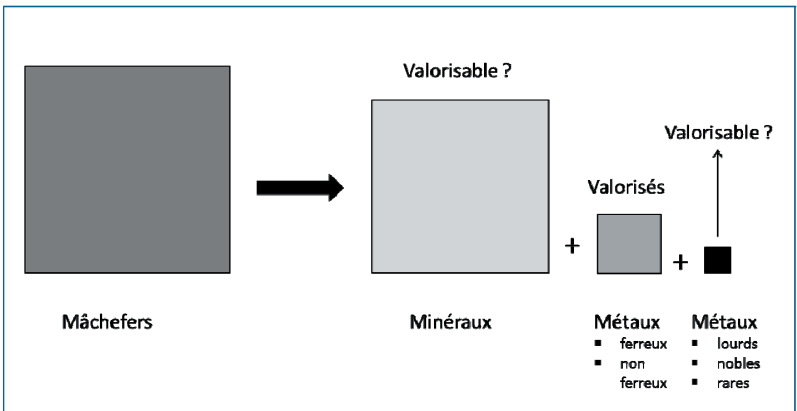 Valorisable ?
Valorisable ?
Valorisés
+
+
Mâchefers
Minéraux
Métaux
▪ ferreux
▪ non
ferreux
Métaux
▪ lourds
▪ nobles
▪ rares